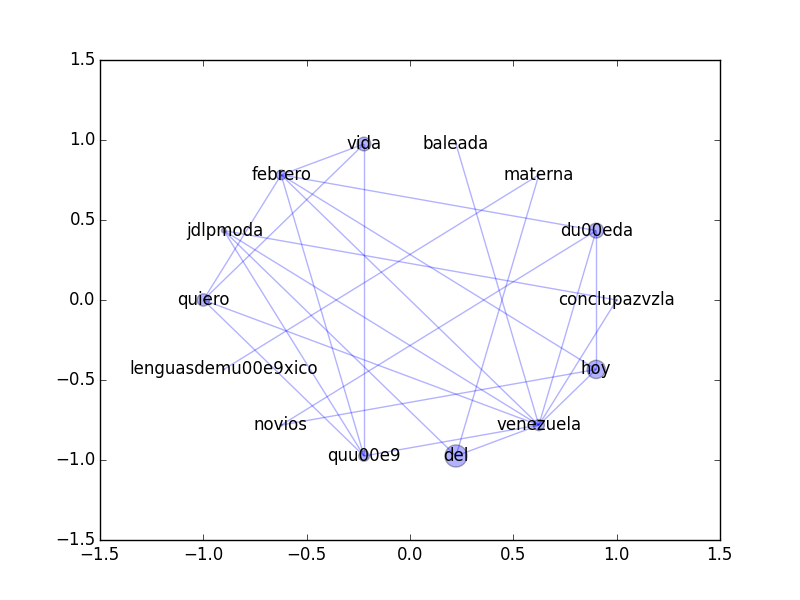 1.5
1.0
0.5
0.0
−0.5
−1.0
−1.5
−1.5
−1.0
−0.5
0.0
0.5
1.0
1.5
vida
baleada
febrero
materna
jdlpmoda
du00eda
quiero
conclupazvzla
lenguasdemu00e9xico
hoy
novios
venezuela
quu00e9
del